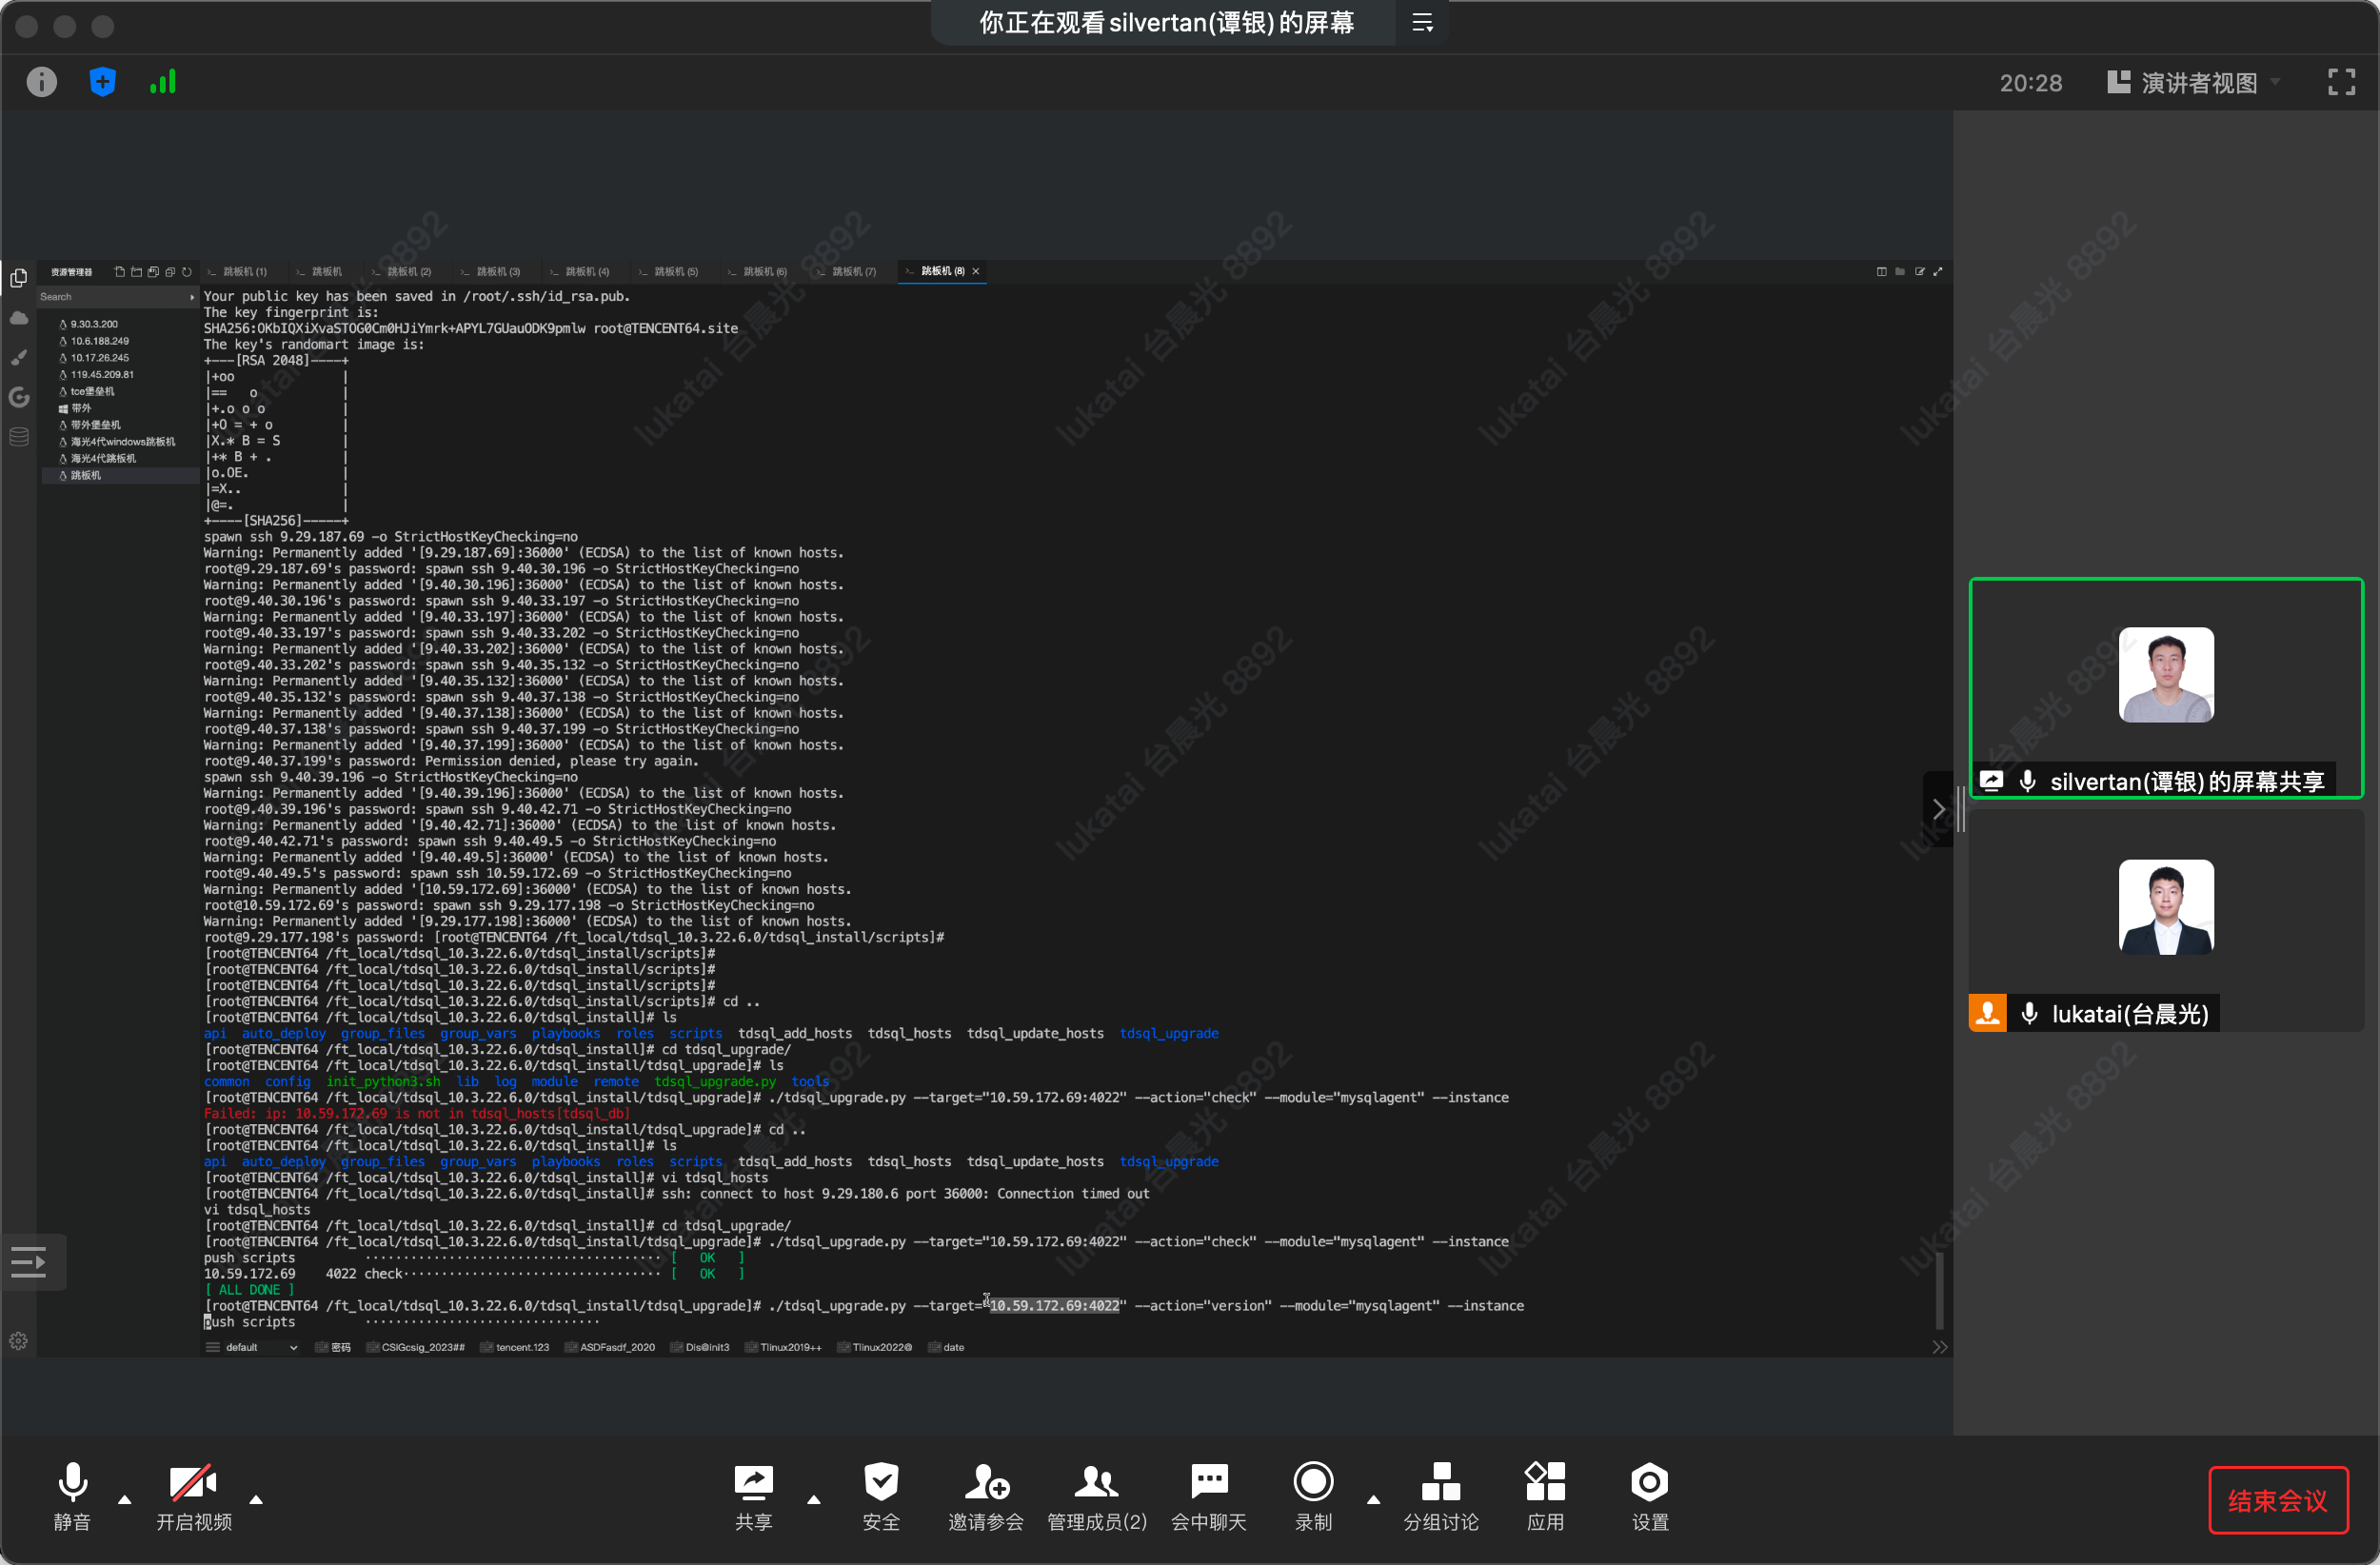 你正在观看silvertan(谭银)的屏幕
20:28
演讲者视图
资源管理器
跳板机 (1)
跳板机
跳板机 (2)
跳板机 (3)
跳板机 (4)
跳板机 (5)
跳板机 (6)
跳板机 (7)
跳板机 (8)
Search
9.30.3.200
10.6.188.249
10.17.26.245
119.45.209.81
tce堡垒机
带外
带外堡垒机
海光4代windows跳板机
海光4代跳板机
跳板机
Your public key has been saved in /root/.ssh/id_rsa.pub.
The key fingerprint is:
SHA256:OKbIQXiXvaSTOG0Cm0HJiYmrk+APYL7GUauODK9pmlw root@TENCENT64.site
The key's randomart image is:
+---[RSA 2048]----+
|+oo              |
|==   o           |
|+.o o o          |
|+O = + o         |
|X.* B = S        |
|+* B + .         |
|o.OE.            |
|=X..             |
|@=.              |
+----[SHA256]-----+
spawn ssh 9.29.187.69 -o StrictHostKeyChecking=no
Warning: Permanently added '[9.29.187.69]:36000' (ECDSA) to the list of known hosts.
root@9.29.187.69's password: spawn ssh 9.40.30.196 -o StrictHostKeyChecking=no
Warning: Permanently added '[9.40.30.196]:36000' (ECDSA) to the list of known hosts.
root@9.40.30.196's password: spawn ssh 9.40.33.197 -o StrictHostKeyChecking=no
Warning: Permanently added '[9.40.33.197]:36000' (ECDSA) to the list of known hosts.
root@9.40.33.197's password: spawn ssh 9.40.33.202 -o StrictHostKeyChecking=no
Warning: Permanently added '[9.40.33.202]:36000' (ECDSA) to the list of known hosts.
root@9.40.33.202's password: spawn ssh 9.40.35.132 -o StrictHostKeyChecking=no
Warning: Permanently added '[9.40.35.132]:36000' (ECDSA) to the list of known hosts.
root@9.40.35.132's password: spawn ssh 9.40.37.138 -o StrictHostKeyChecking=no
Warning: Permanently added '[9.40.37.138]:36000' (ECDSA) to the list of known hosts.
root@9.40.37.138's password: spawn ssh 9.40.37.199 -o StrictHostKeyChecking=no
Warning: Permanently added '[9.40.37.199]:36000' (ECDSA) to the list of known hosts.
root@9.40.37.199's password: Permission denied, please try again.
spawn ssh 9.40.39.196 -o StrictHostKeyChecking=no
Warning: Permanently added '[9.40.39.196]:36000' (ECDSA) to the list of known hosts.
root@9.40.39.196's password: spawn ssh 9.40.42.71 -o StrictHostKeyChecking=no
Warning: Permanently added '[9.40.42.71]:36000' (ECDSA) to the list of known hosts.
root@9.40.42.71's password: spawn ssh 9.40.49.5 -o StrictHostKeyChecking=no
Warning: Permanently added '[9.40.49.5]:36000' (ECDSA) to the list of known hosts.
root@9.40.49.5's password: spawn ssh 10.59.172.69 -o StrictHostKeyChecking=no
Warning: Permanently added '[10.59.172.69]:36000' (ECDSA) to the list of known hosts.
root@10.59.172.69's password: spawn ssh 9.29.177.198 -o StrictHostKeyChecking=no
Warning: Permanently added '[9.29.177.198]:36000' (ECDSA) to the list of known hosts.
root@9.29.177.198's password: [root@TENCENT64 /ft_local/tdsql_10.3.22.6.0/tdsql_install/scripts]#
[root@TENCENT64 /ft_local/tdsql_10.3.22.6.0/tdsql_install/scripts]#
[root@TENCENT64 /ft_local/tdsql_10.3.22.6.0/tdsql_install/scripts]#
[root@TENCENT64 /ft_local/tdsql_10.3.22.6.0/tdsql_install/scripts]#
[root@TENCENT64 /ft_local/tdsql_10.3.22.6.0/tdsql_install/scripts]# cd ..
[root@TENCENT64 /ft_local/tdsql_10.3.22.6.0/tdsql_install]# ls
api  auto_deploy  group_files  group_vars  playbooks  roles  scripts  tdsql_add_hosts  tdsql_hosts  tdsql_update_hosts  tdsql_upgrade
[root@TENCENT64 /ft_local/tdsql_10.3.22.6.0/tdsql_install]# cd tdsql_upgrade/
[root@TENCENT64 /ft_local/tdsql_10.3.22.6.0/tdsql_install/tdsql_upgrade]# ls
common  config  init_python3.sh  lib  log  module  remote  tdsql_upgrade.py  tools
[root@TENCENT64 /ft_local/tdsql_10.3.22.6.0/tdsql_install/tdsql_upgrade]# ./tdsql_upgrade.py --target="10.59.172.69:4022" --action="check" --module="mysqlagent" --instance
Failed: ip: 10.59.172.69 is not in tdsql_hosts[tdsql_db]
[root@TENCENT64 /ft_local/tdsql_10.3.22.6.0/tdsql_install/tdsql_upgrade]# cd ..
[root@TENCENT64 /ft_local/tdsql_10.3.22.6.0/tdsql_install]# ls
api  auto_deploy  group_files  group_vars  playbooks  roles  scripts  tdsql_add_hosts  tdsql_hosts  tdsql_update_hosts  tdsql_upgrade
[root@TENCENT64 /ft_local/tdsql_10.3.22.6.0/tdsql_install]# vi tdsql_hosts
[root@TENCENT64 /ft_local/tdsql_10.3.22.6.0/tdsql_install]# ssh: connect to host 9.29.180.6 port 36000: Connection timed out
vi tdsql_hosts
[root@TENCENT64 /ft_local/tdsql_10.3.22.6.0/tdsql_install]# cd tdsql_upgrade/
[root@TENCENT64 /ft_local/tdsql_10.3.22.6.0/tdsql_install/tdsql_upgrade]# ./tdsql_upgrade.py --target="10.59.172.69:4022" --action="check" --module="mysqlagent" --instance
push scripts ······································· [ OK ]
10.59.172.69 4022 check·································· [ OK ]
[ ALL DONE ]
[root@TENCENT64 /ft_local/tdsql_10.3.22.6.0/tdsql_install/tdsql_upgrade]# ./tdsql_upgrade.py --target="10.59.172.69:4022" --action="version" --module="mysqlagent" --instance
push scripts ·······························
default
密码
CSIGcsig_2023##
tencent.123
ASDFasdf_2020
Dis@init3
Tlinux2019++
Tlinux2022@
date
silvertan(谭银)的屏幕共享
lukatai(台晨光)
lukatai 台晨光 8892
静音
开启视频
共享
安全
邀请参会
管理成员(2)
会中聊天
录制
分组讨论
应用
设置
结束会议